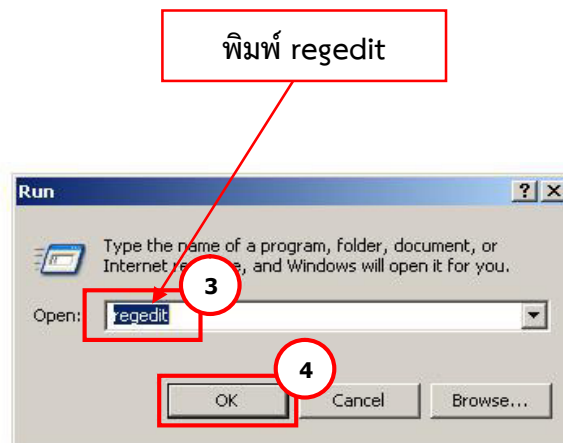 พิมพ์ regedit
Run
Type the name of a program, folder, document, or
Internet re e, and Windows will open it for you.
3
Open: regedit
4
OK Cancel Browse...